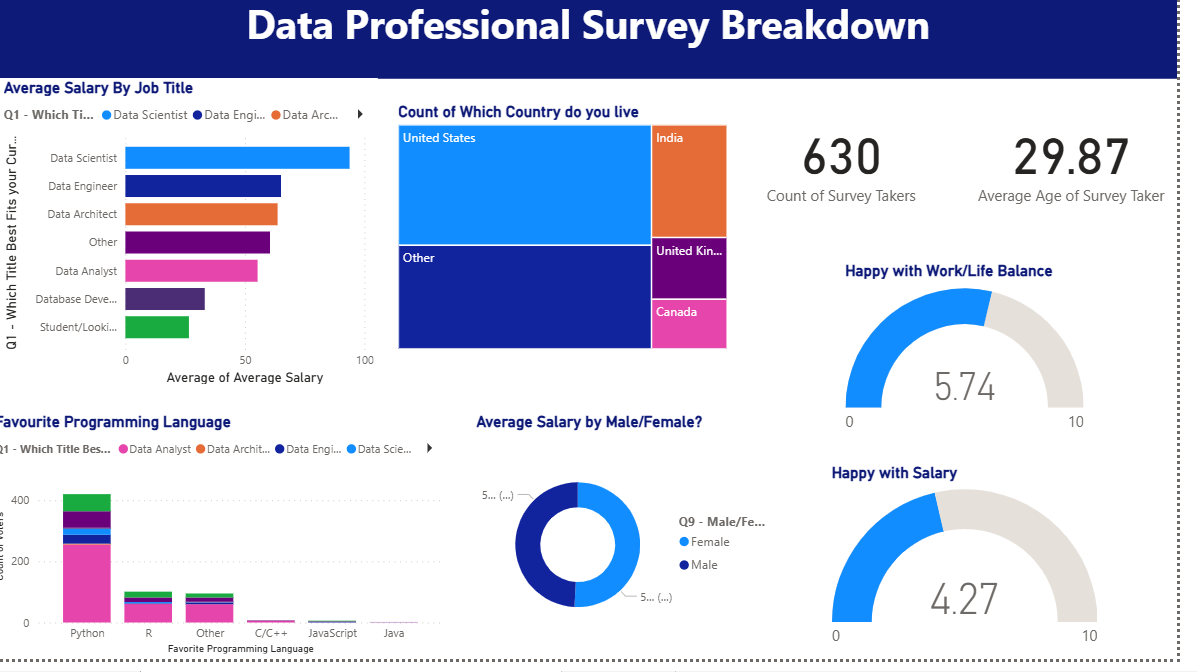 Data Professional Survey Breakdown
Average Salary By Job Title
Q1 - Which Ti... Data Scientist Data Engi... Data Arc...
Q1 - Which Title Best Fits your Cur...
Data Scientist
Data Engineer
Data Architect
Other
Data Analyst
Database Deve...
Student/Looki...
0 50 100
Average of Average Salary
Count of Which Country do you live
United States
India
Other
United Kin...
Canada
630
Count of Survey Takers
29.87
Average Age of Survey Taker
Happy with Work/Life Balance
5.74
0 10
Favourite Programming Language
Q1 - Which Title Bes... Data Analyst Data Archit... Data Engi... Data Scie...
400
200
0
Count of Voters
Python R Other C/C++ JavaScript Java
Favorite Programming Language
Average Salary by Male/Female?
5... (...)
5... (...)
Q9 - Male/Fe...
Female
Male
Happy with Salary
4.27
0 10